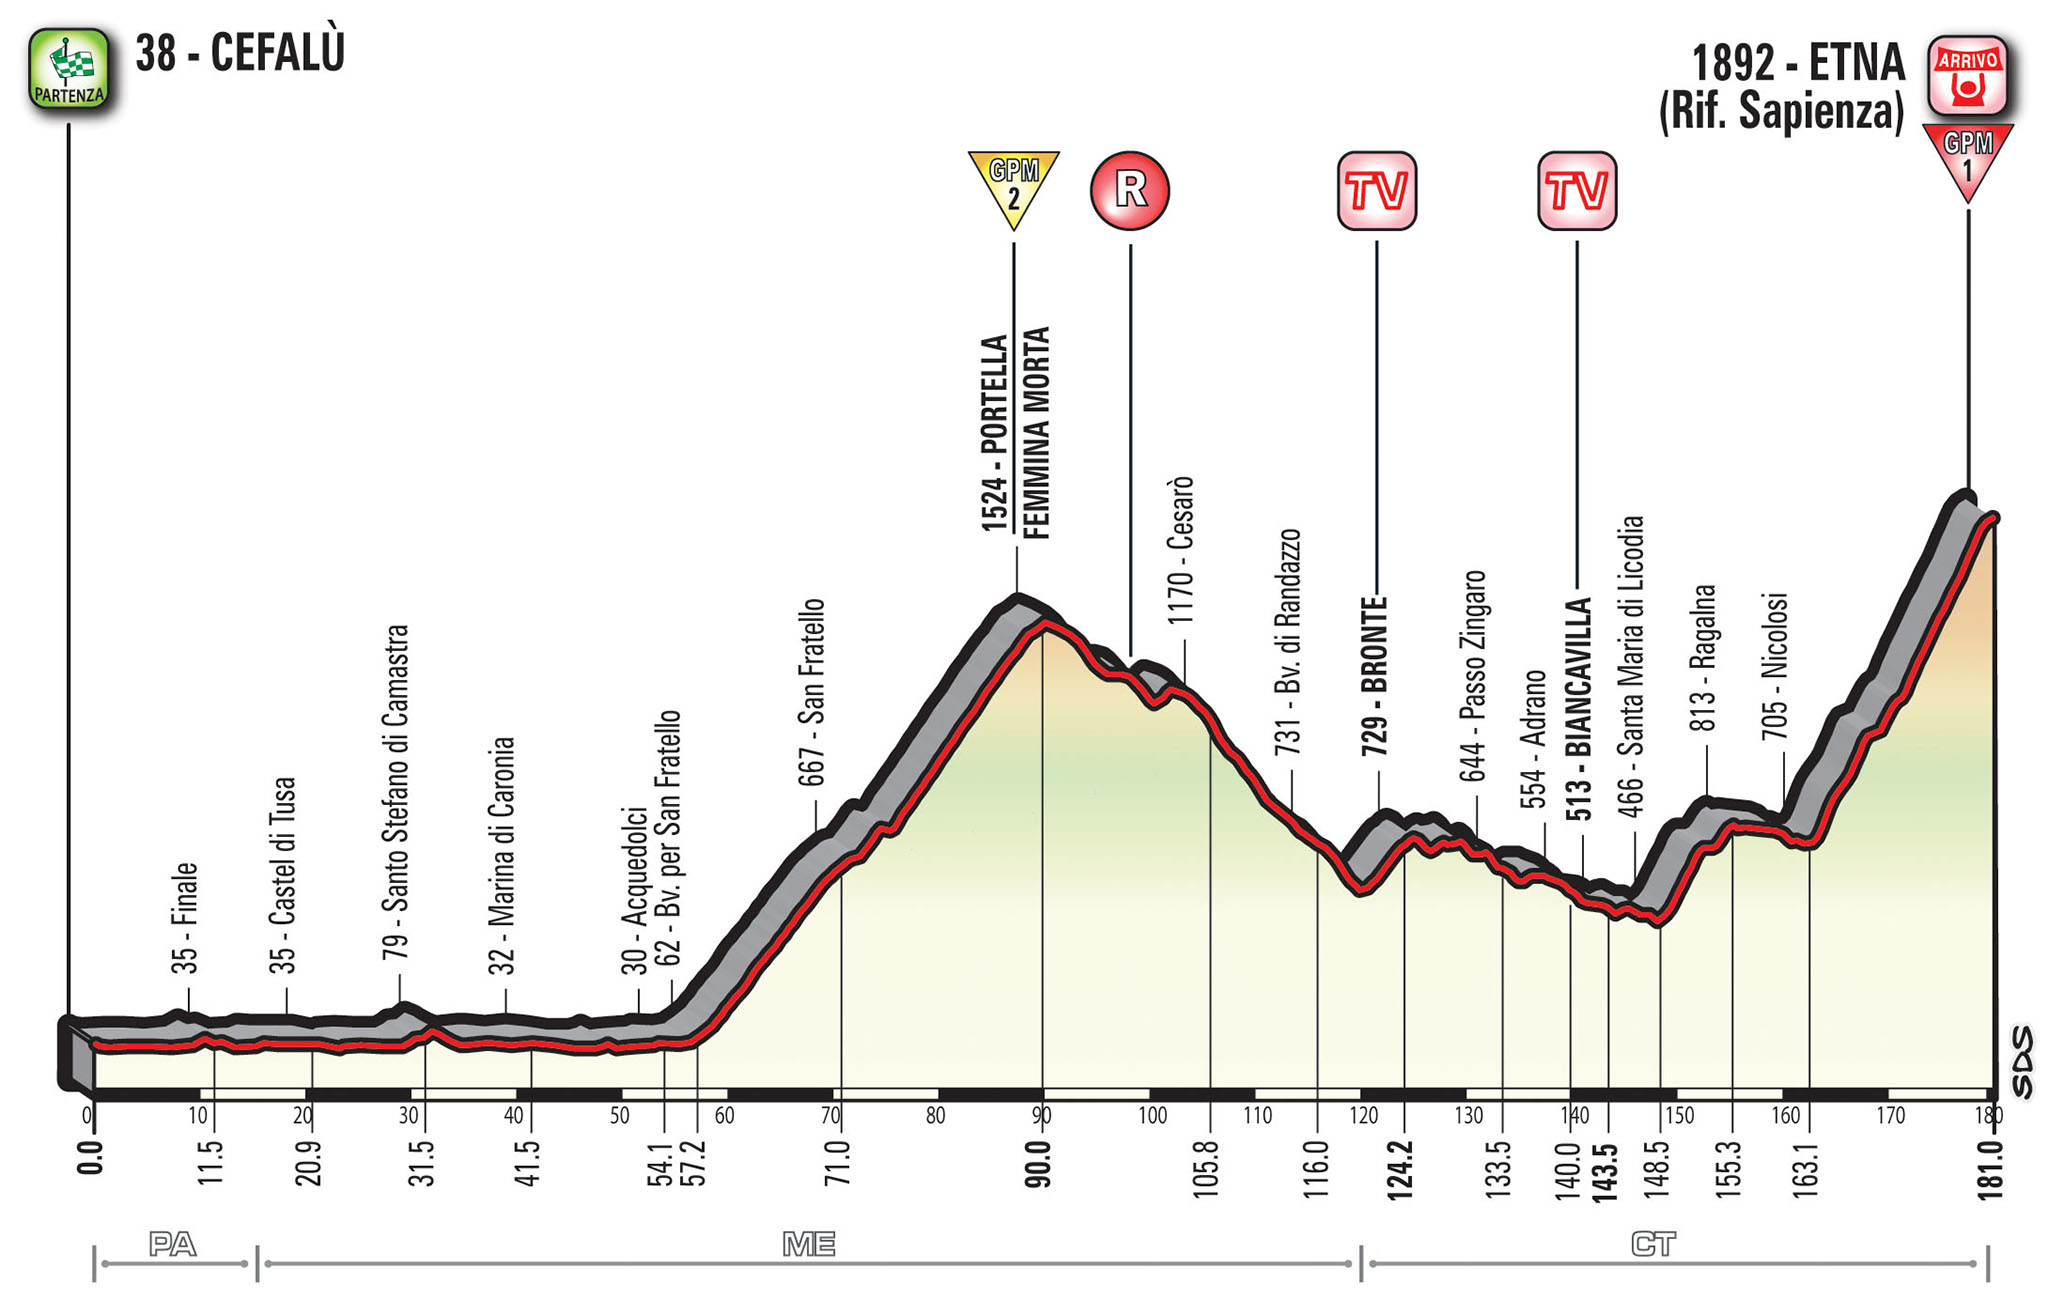 PARTENZA
38 - CEFALÙ
1892 - ETNA
(Rif. Sapienza)
ARRIVO
GPM
1
GPM
2
R
TV
TV
35 - Finale
35 - Castel di Tusa
79 - Santo Stefano di Camastra
32 - Marina di Caronia
30 - Acquedolci
62 - Bv. per San Fratello
667 - San Fratello
1524 - PORTELLA
FEMMINA MORTA
1170 - Cesarò
731 - Bv. di Randazzo
729 - BRONTE
644 - Passo Zingaro
554 - Adrano
513 - BIANCAVILLA
466 - Santa Maria di Licodia
813 - Ragalna
705 - Nicolosi
SDS
0 10 20 30 40 50 60 70 80 90 100 110 120 130 140 150 160 170 180
0.0 11.5 20.9 31.5 41.5 54.1 57.2 71.0 90.0 105.8 116.0 124.2 133.5 140.0 143.5 148.5 155.3 163.1 181.0
PA ME CT